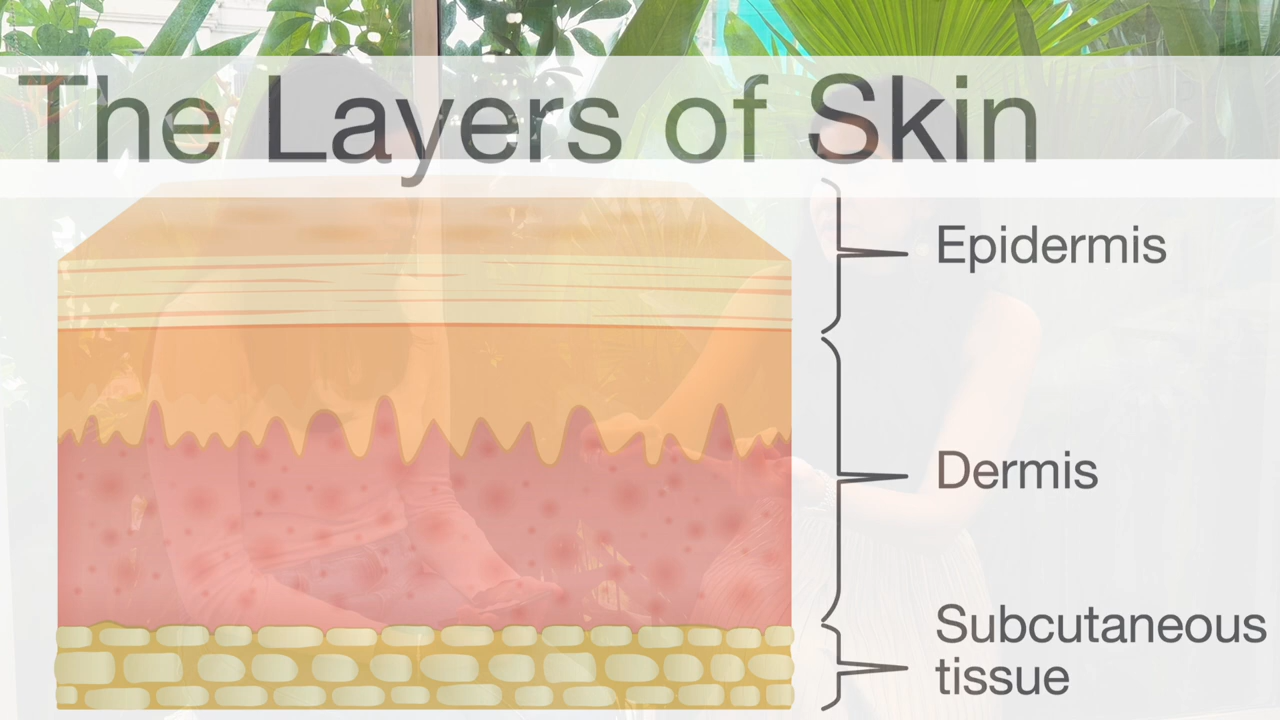 The Layers of Skin
Epidermis
Dermis
Subcutaneous
tissue